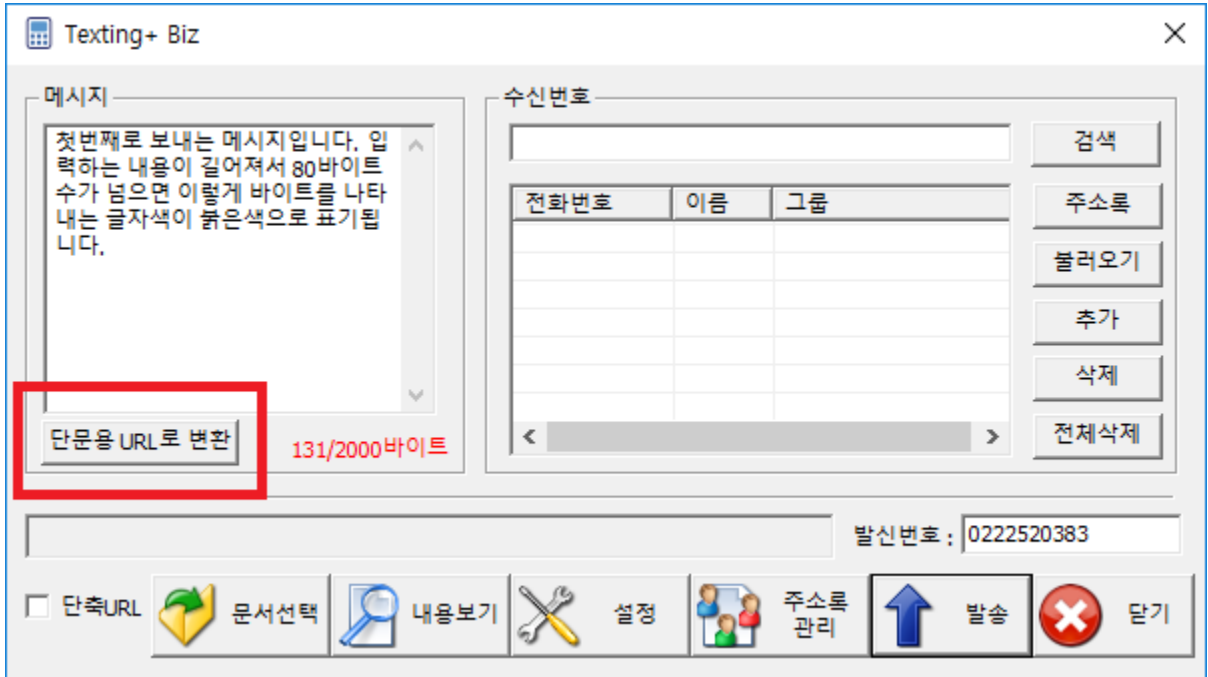 Texting+ Biz
메시지
첫번째로 보내는 메시지입니다. 입
력하는 내용이 길어져서 80바이트
수가 넘으면 이렇게 바이트를 나타
내는 글자색이 붉은색으로 표기됩
니다.
단문용 URL로 변환
131/2000바이트
수신번호
검색
전화번호 이름 그룹
주소록
불러오기
추가
삭제
전체삭제
발신번호 : 0222520383
단축URL
문서선택
내용보기
설정
주소록
관리
발송
닫기